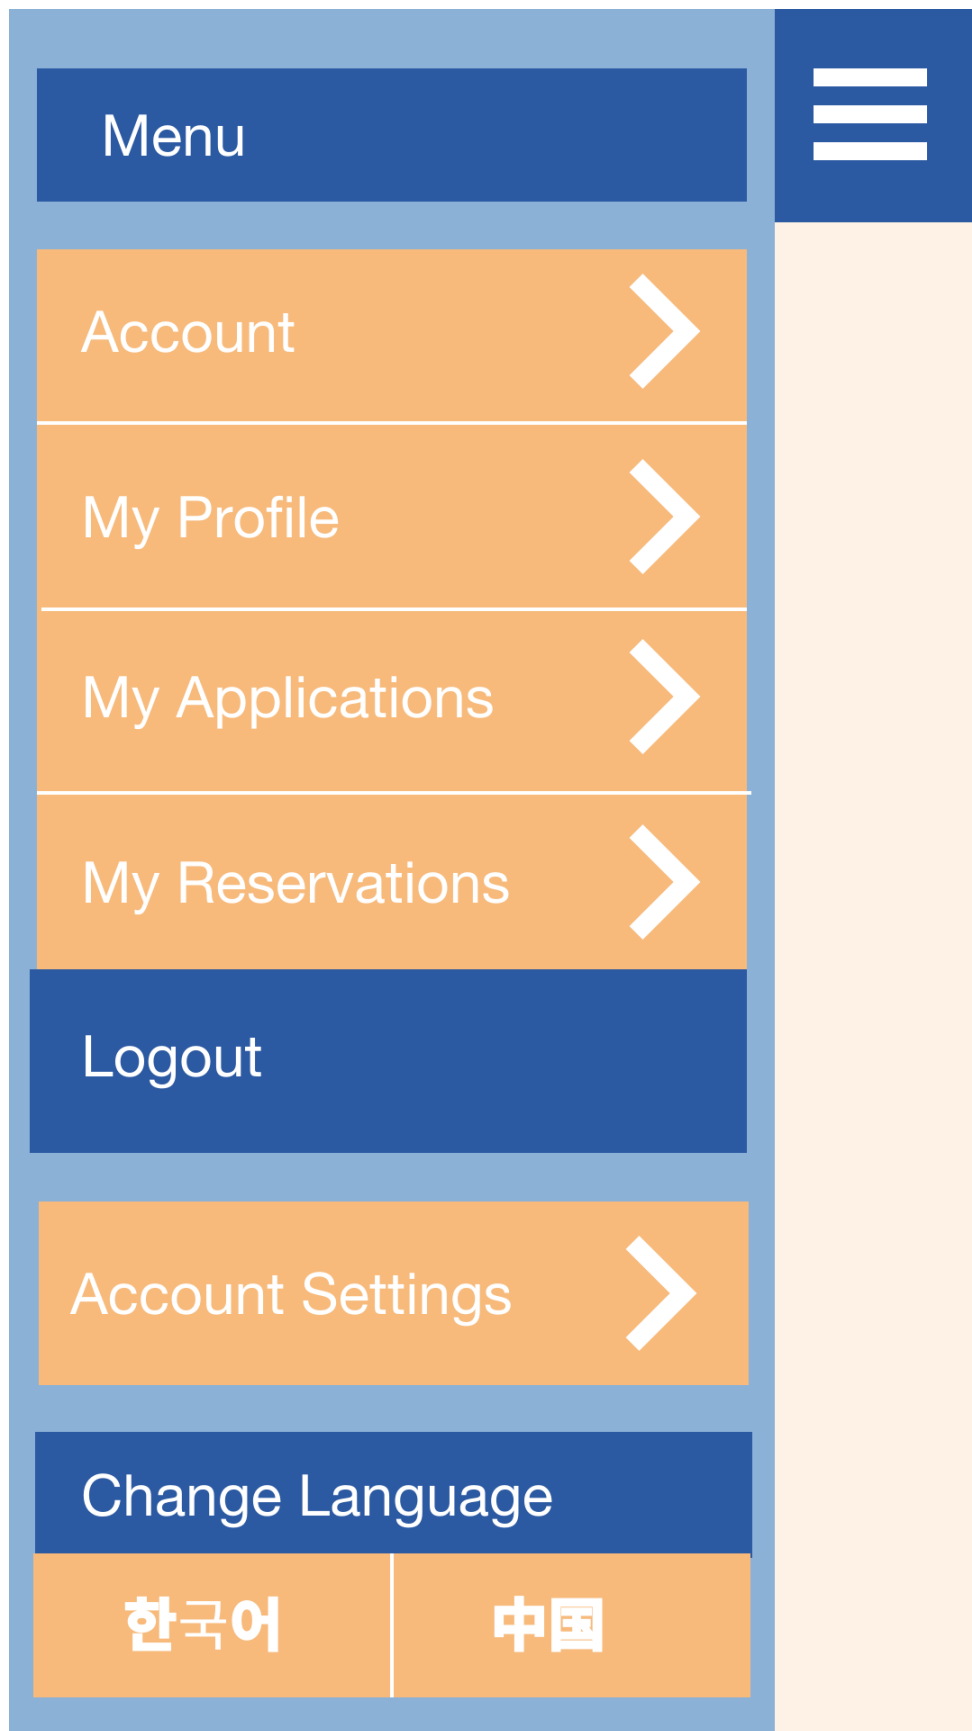 Menu
Account
My Profile
My Applications
My Reservations
Logout
Account Settings
Change Language
한국어
中国